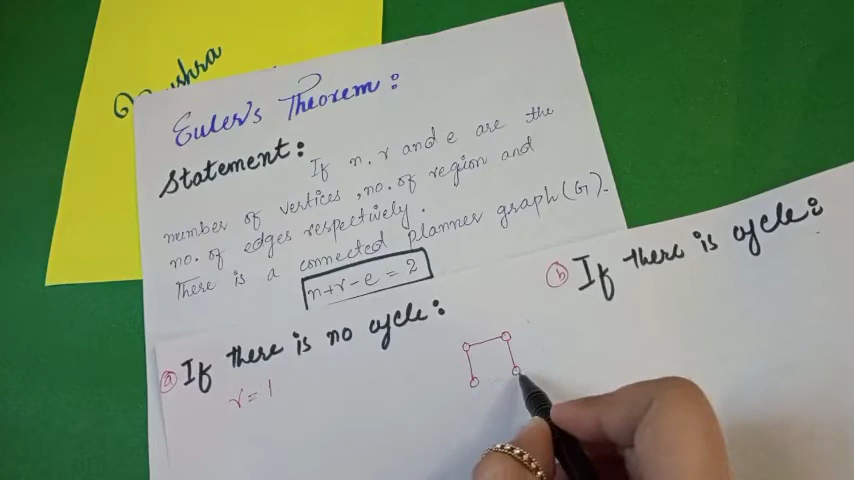 Euler's Theorem:
Statement:
If n, r and e are the
number of vertices, no. of region and
no. of edges respectively.
There is a connected planner graph (G).
n+r-e=2
(a) If there is no cycle:
r=1
(b) If there is cycle: